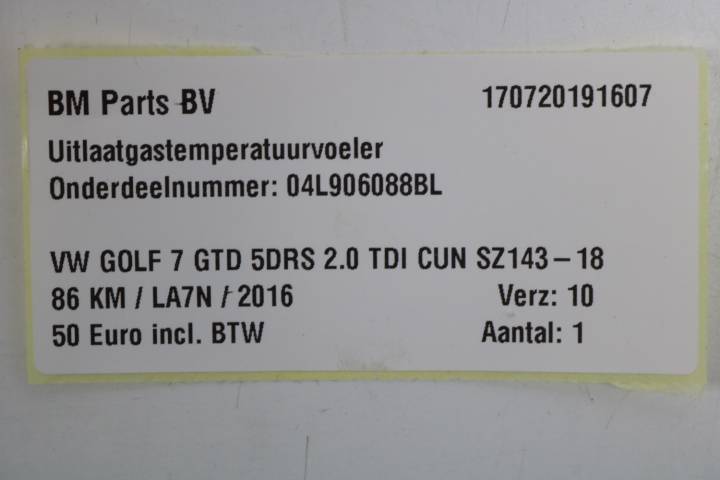 BM Parts BV 170720191607
Uitlaatgastemperatuurvoeler
Onderdeelnummer: 04L906088BL
VW GOLF 7 GTD 5DRS 2.0 TDI CUN SZ143-18
86 KM / LA7N / 2016 Verz: 10
50 Euro incl. BTW Aantal: 1